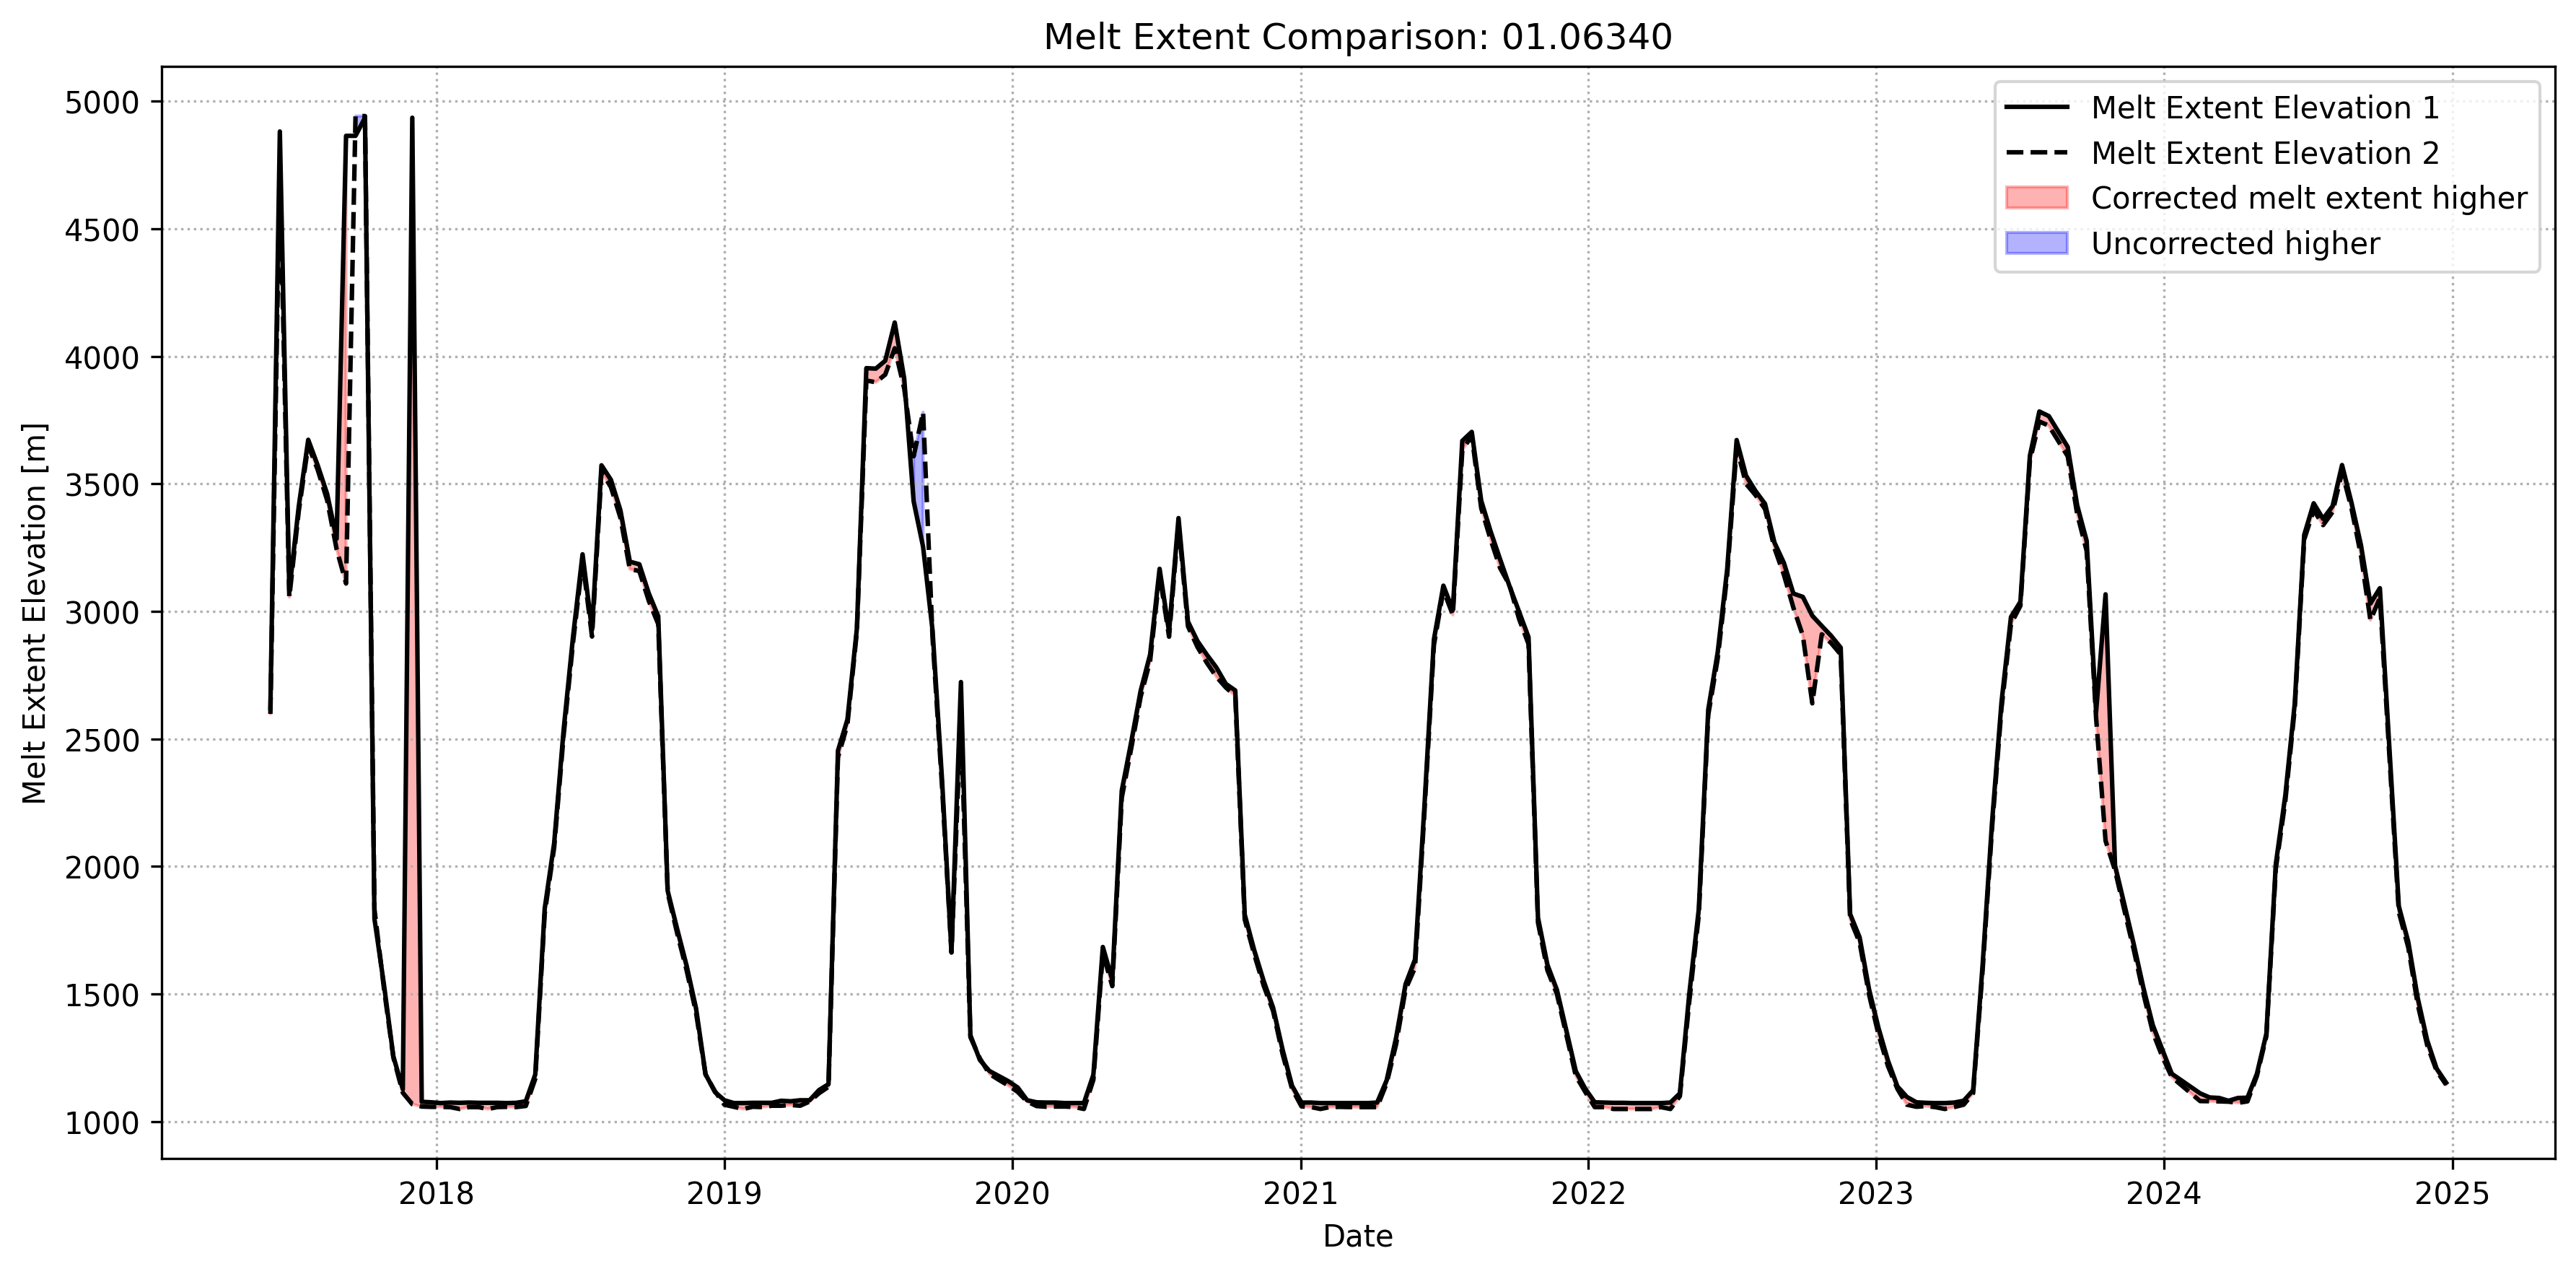 Melt Extent Comparison: 01.06340
Melt Extent Elevation 1
Melt Extent Elevation 2
Corrected melt extent higher
Uncorrected higher
Melt Extent Elevation [m]
5000
4500
4000
3500
3000
2500
2000
1500
1000
2018 2019 2020 2021 2022 2023 2024 2025
Date